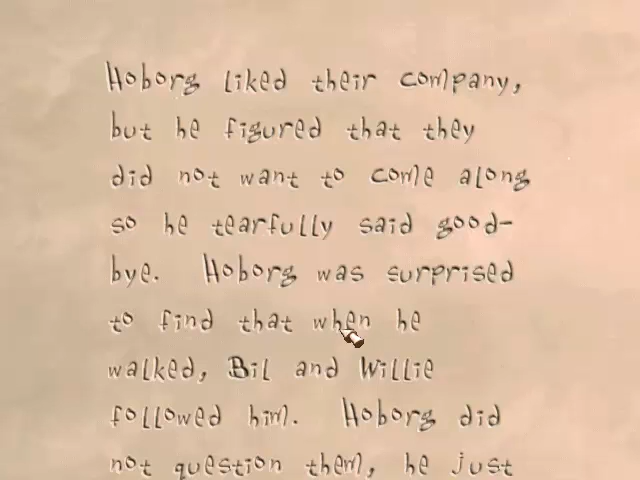 Hoborg liked their company,
but he figured that they
did not want to come along
so he tearfully said good-
bye. Hoborg was surprised
to find that when he
walked, Bil and Willie
followed him. Hoborg did
not question them, he just